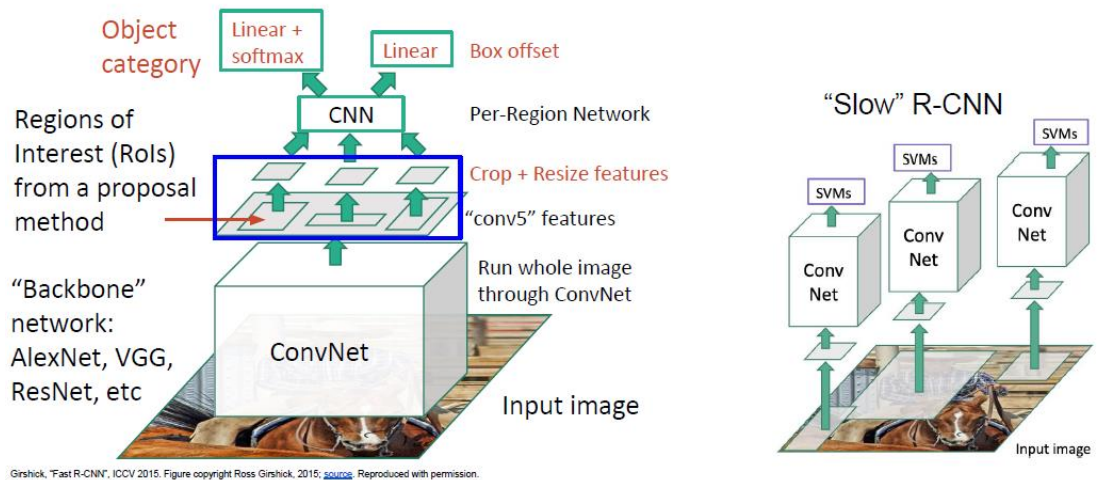 Object
category
Linear +
softmax
Linear
Box offset
CNN
Per-Region Network
Regions of
Interest (RoIs)
from a proposal
method
Crop + Resize features
"conv5" features
Run whole image
through ConvNet
"Backbone"
network:
AlexNet, VGG,
ResNet, etc
ConvNet
Input image
Girshick, "Fast R-CNN", ICCV 2015. Figure copyright Ross Girshick, 2015; source. Reproduced with permission.
"Slow" R-CNN
SVMs
SVMs
SVMs
Conv
Net
Conv
Net
Conv
Net
Input image